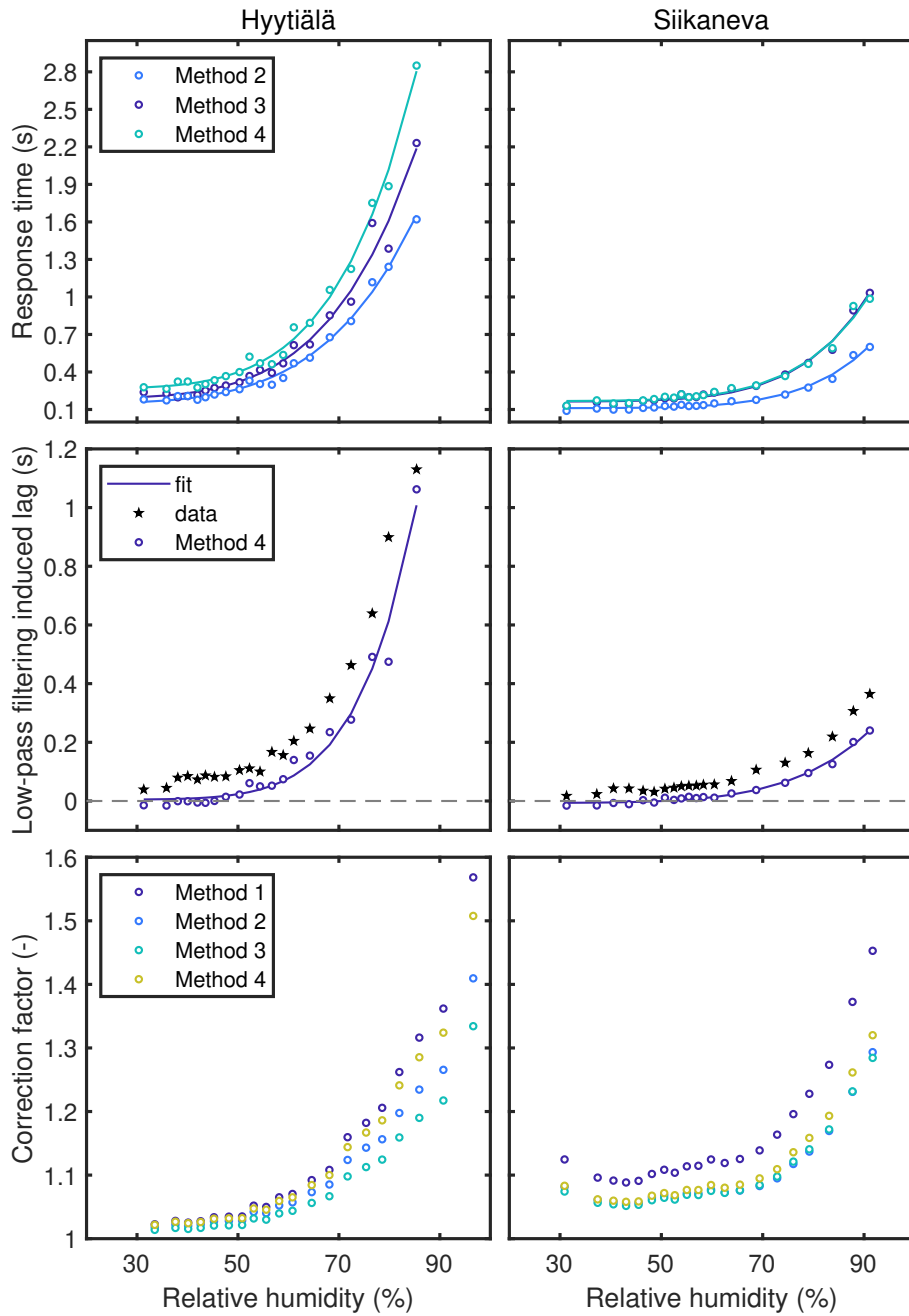 Hyytiälä
Siikaneva
Response time (s)
2.8
2.5
2.2
1.9
1.6
1.3
1
0.7
0.4
0.1
Method 2
Method 3
Method 4
Low-pass filtering induced lag (s)
1.2
1
0.8
0.6
0.4
0.2
0
fit
data
Method 4
Correction factor (-)
1.6
1.5
1.4
1.3
1.2
1.1
1
Method 1
Method 2
Method 3
Method 4
30 50 70 90
30 50 70 90
Relative humidity (%)
Relative humidity (%)